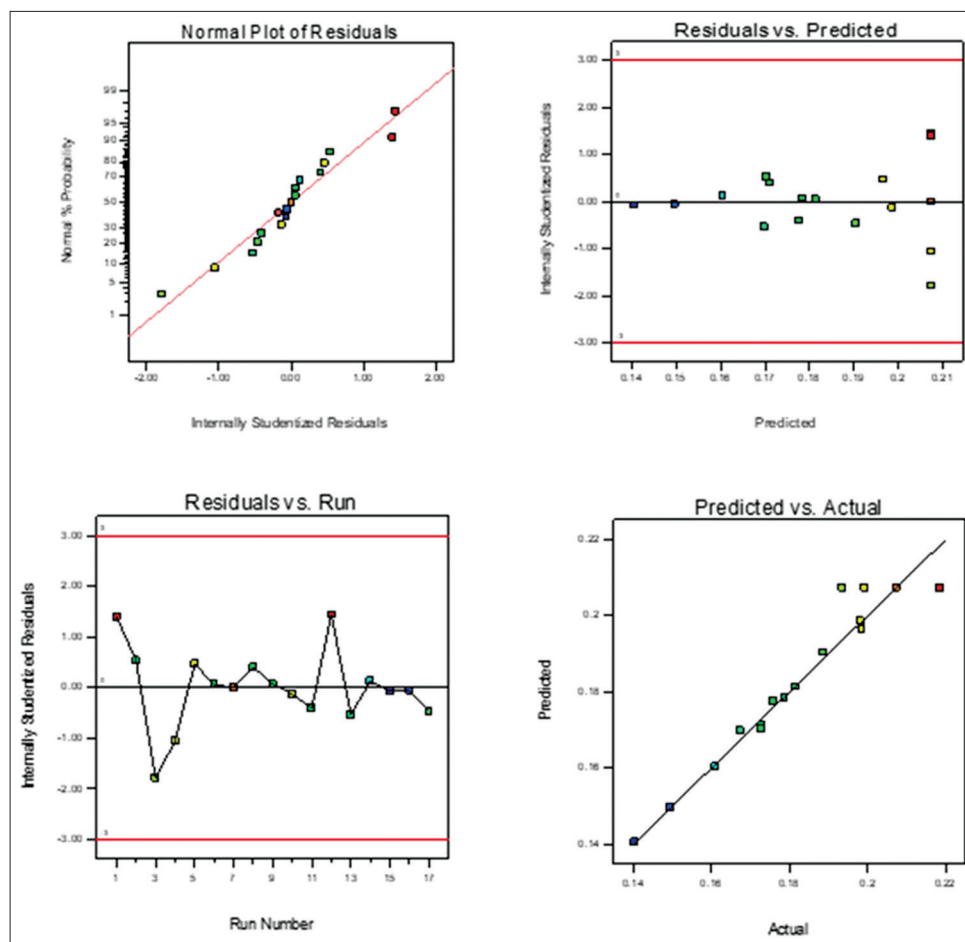 Normal Plot of Residuals
Normal % Probability
99
95
90
80
70
50
30
20
10
5
1
-2.00 -1.00 0.00 1.00 2.00
Internally Studentized Residuals
Residuals vs. Predicted
Internally Studentized Residuals
3.00
2.00
1.00
0.00
-1.00
-2.00
-3.00
0.14 0.15 0.16 0.17 0.18 0.19 0.2 0.21
Predicted
Residuals vs. Run
Internally Studentized Residuals
3.00
2.00
1.00
0.00
-1.00
-2.00
-3.00
1 3 5 7 9 11 13 15 17
Run Number
Predicted vs. Actual
Predicted
0.22
0.2
0.18
0.16
0.14
0.14 0.16 0.18 0.2 0.22
Actual